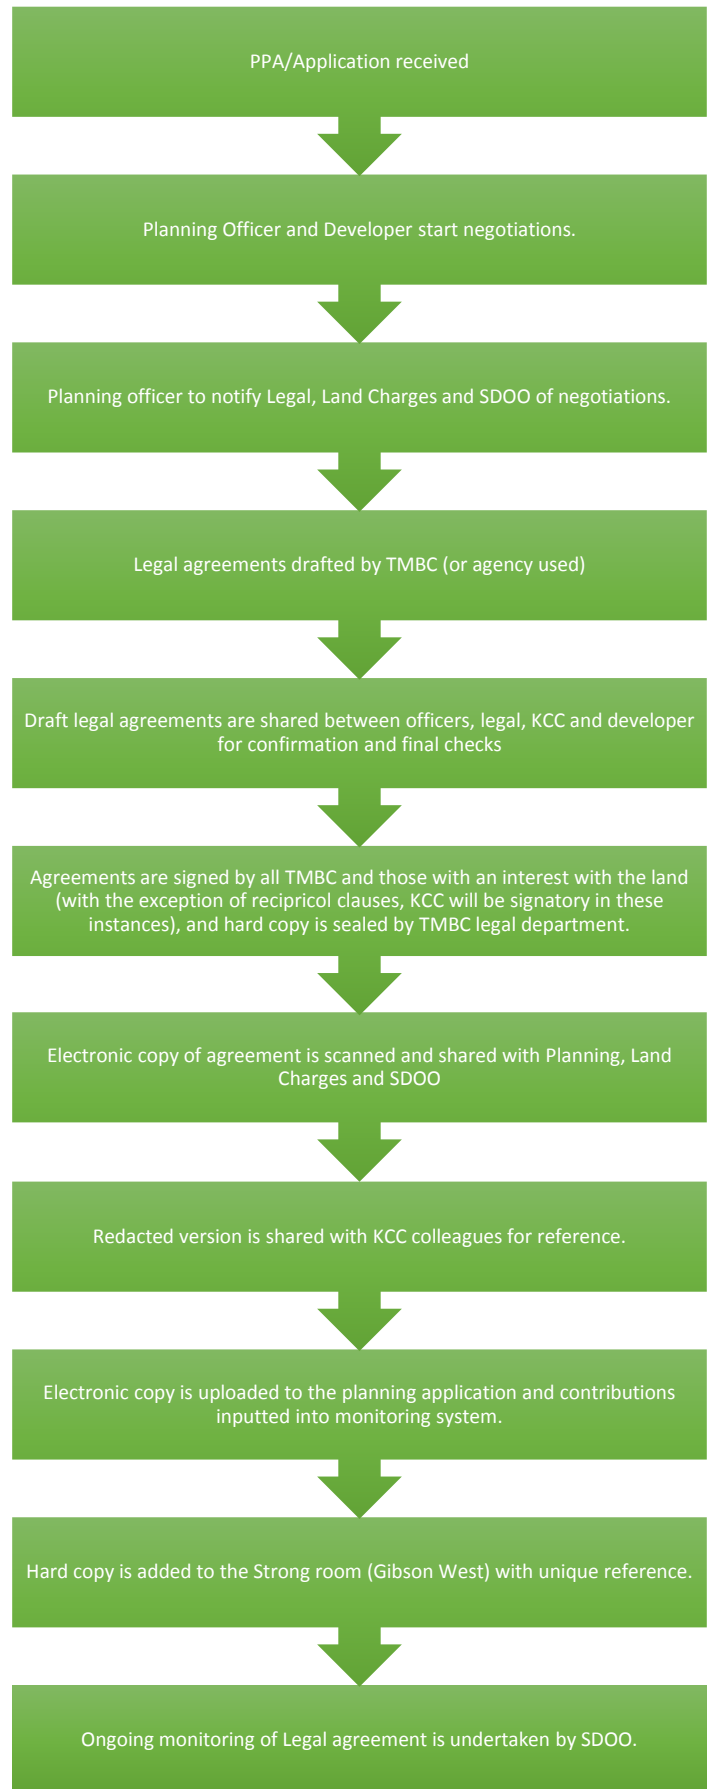 PPA/Application received
Planning Officer and Developer start negotiations.
Planning officer to notify Legal, Land Charges and SDOO of negotiations.
Legal agreements drafted by TMBC (or agency used)
Draft legal agreements are shared between officers, legal, KCC and developer
for confirmation and final checks
Agreements are signed by all TMBC and those with an interest with the land
(with the exception of recipricol clauses, KCC will be signatory in these
instances), and hard copy is sealed by TMBC legal department.
Electronic copy of agreement is scanned and shared with Planning, Land
Charges and SDOO
Redacted version is shared with KCC colleagues for reference.
Electronic copy is uploaded to the planning application and contributions
inputted into monitoring system.
Hard copy is added to the Strong room (Gibson West) with unique reference.
Ongoing monitoring of Legal agreement is undertaken by SDOO.